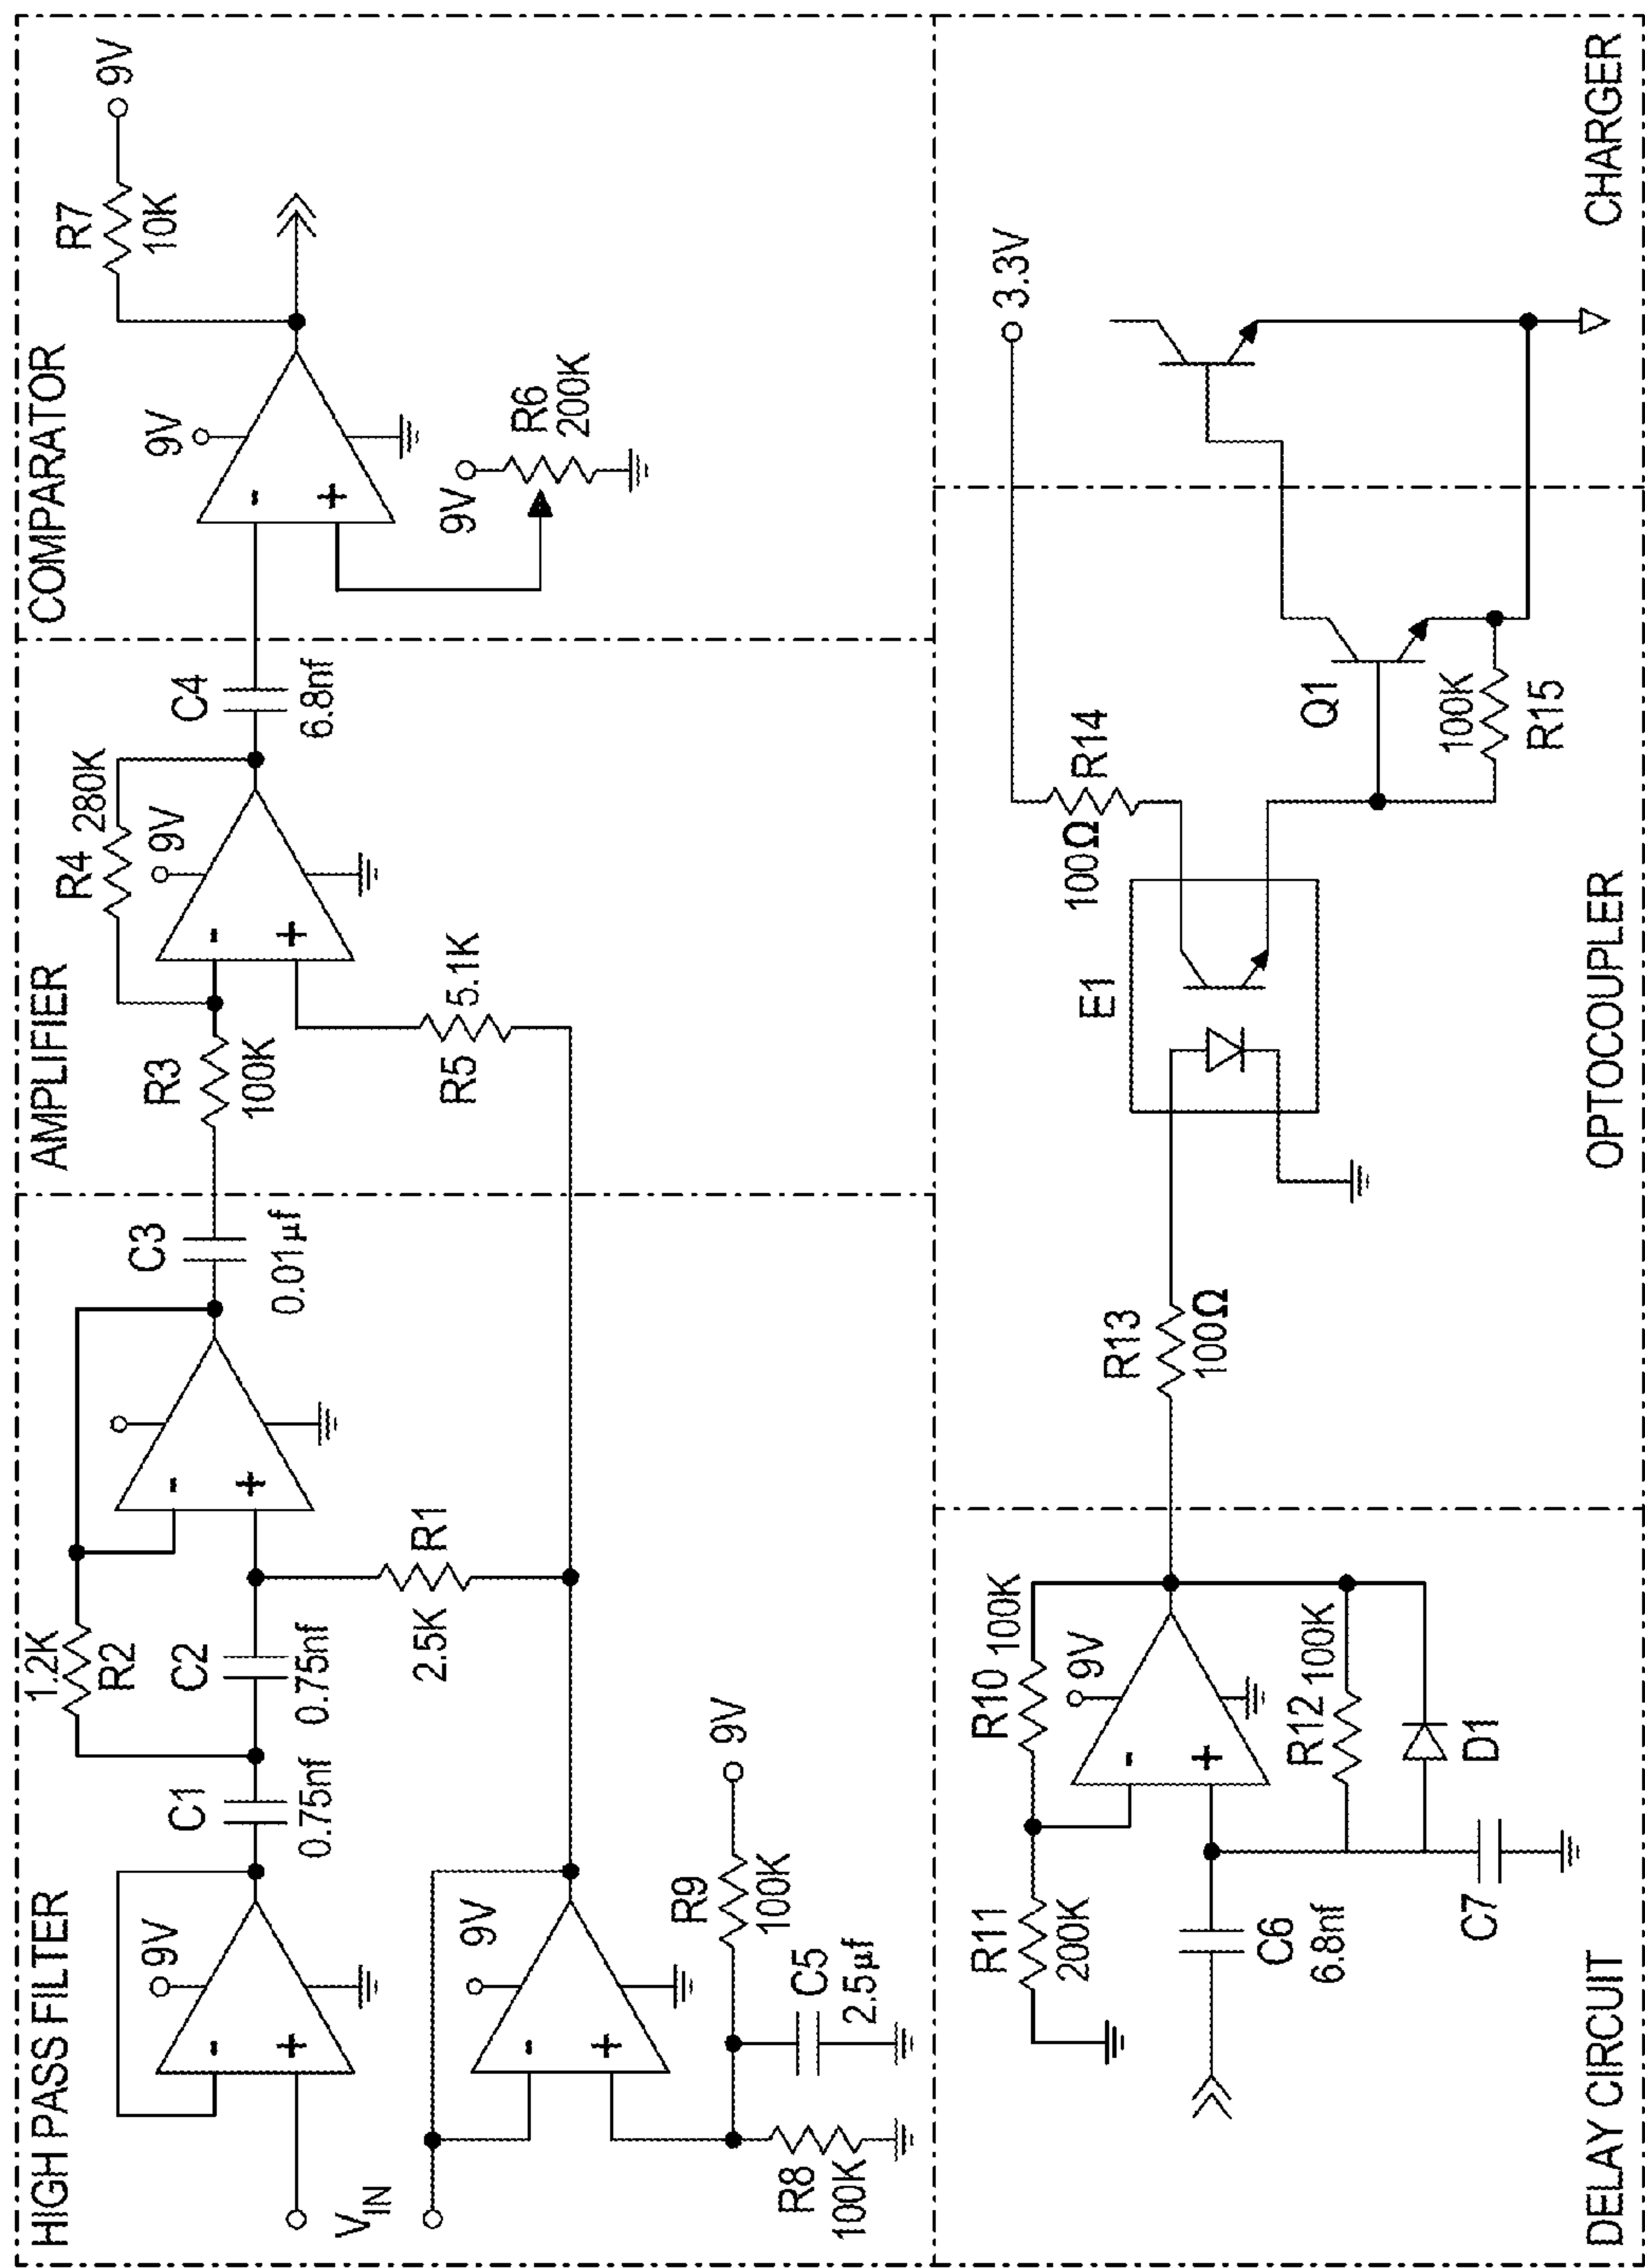 HIGH PASS FILTER
1.2K
R2
9V
C1
0.75nf
C2
0.75nf
-
+
-
+
C3
0.01µf
V IN
2.5K
R1
9V
-
+
R9
100K
9V
C5
2.5µf
R8
100K
AMPLIFIER
R4
280K
9V
R3
100K
-
+
R5
5.1K
C4
6.8nf
COMPARATOR
R7
10K
9V
9V
-
+
9V
R6
200K
DELAY CIRCUIT
R11
200K
R10
100K
9V
-
+
C6
6.8nf
R12
100K
D1
C7
OPTOCOUPLER
R13
100Ω
E1
100Ω
R14
3.3V
Q1
100K
R15
CHARGER